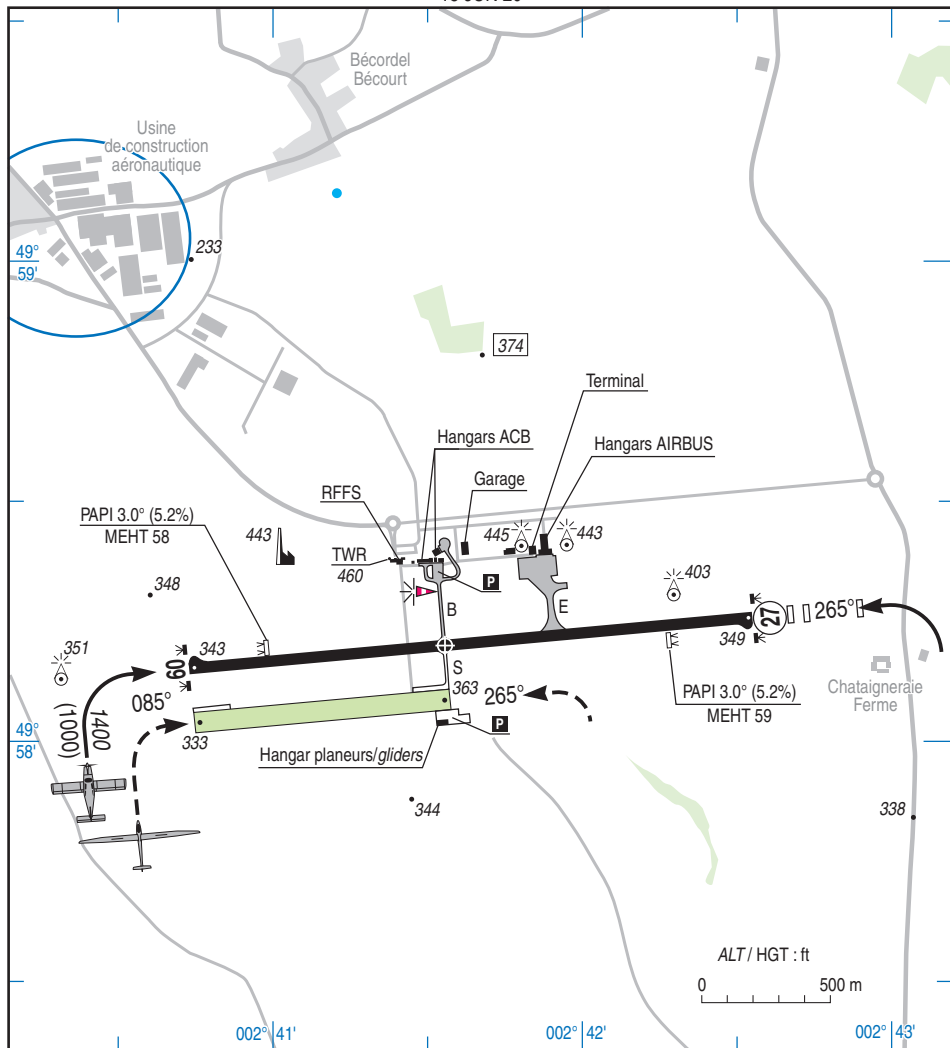 Bécordel
Bécourt
Usine
de construction
aéronautique
233
49°
59'
374
Terminal
Hangars ACB
Hangars AIRBUS
RFFS
Garage
PAPI 3.0° (5.2%)
MEHT 58
443
445
443
TWR
460
P
348
403
B
E
351
343
27
265°
349
09
S
085°
363
265°
PAPI 3.0° (5.2%)
MEHT 59
Chataigneraie
Ferme
1400
(1000)
49°
58'
333
P
Hangar planeurs/gliders
344
338
ALT / HGT : ft
0
500 m
002° 41'
002° 42'
002° 43'